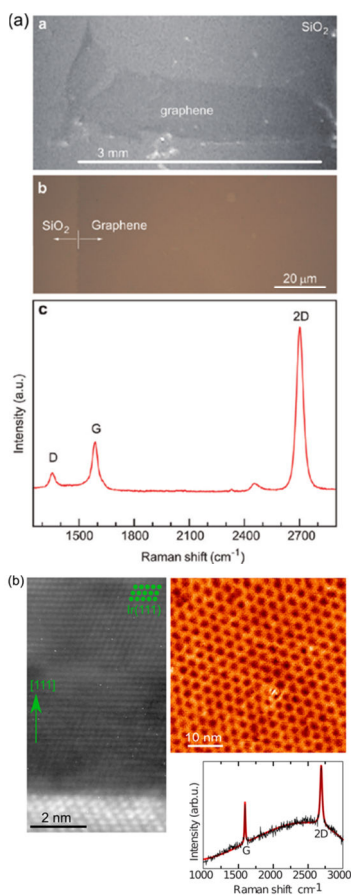 (a)
a
SiO2
graphene
3 mm
b
SiO2
Graphene
20 μm
c
2D
G
D
Intensity (a.u.)
1500
1800
2100
2400
2700
Raman shift (cm-1)
(b)
Ir(111)
[111]
2 nm
10 nm
Intensity (arb.u.)
G
2D
1000
1500
2000
2500
3000
Raman shift cm-1